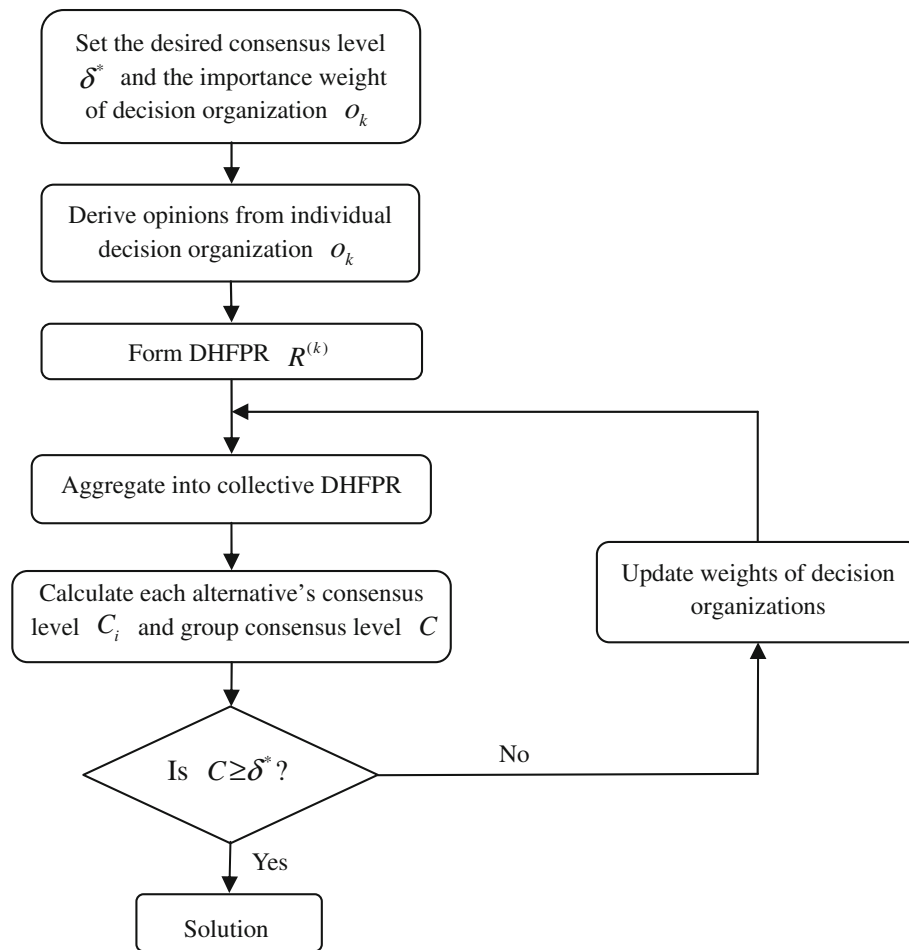 Set the desired consensus level
δ* and the importance weight
of decision organization o_k
Derive opinions from individual
decision organization o_k
Form DHFPR R^(k)
Aggregate into collective DHFPR
Calculate each alternative's consensus
level C_i and group consensus level C
Update weights of decision
organizations
Is C≥δ*?
No
Yes
Solution